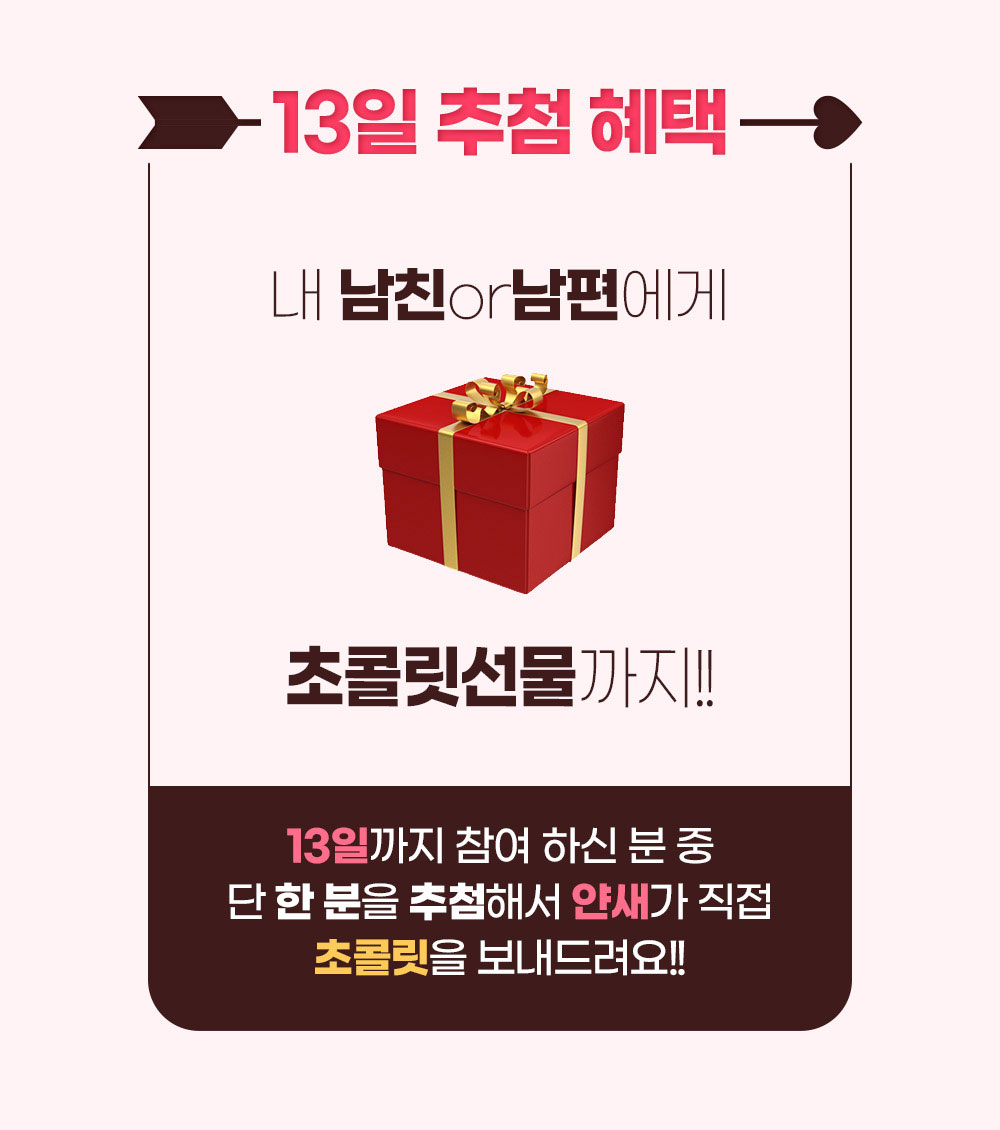 13일 추첨 혜택
내 남친or남편에게
초콜릿선물까지!!
13일까지 참여 하신 분 중
단 한 분을 추첨해서 얀새가 직접
초콜릿을 보내드려요!!